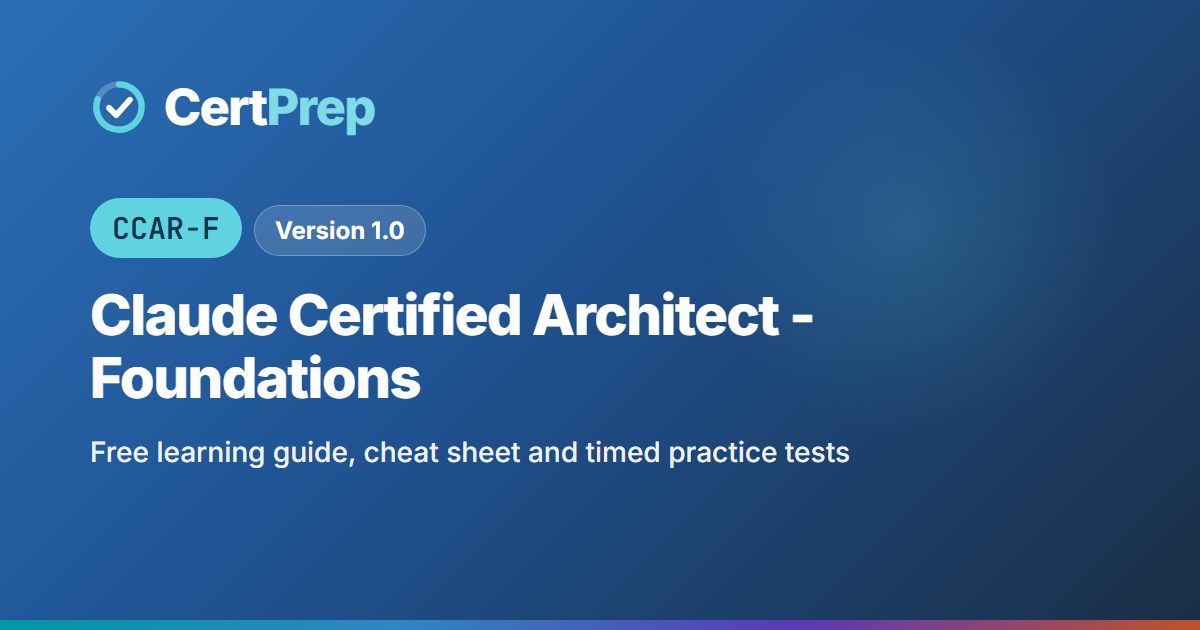 CertPrep
CCAR-F
Version 1.0
Claude Certified Architect -
Foundations
Free learning guide, cheat sheet and timed practice tests